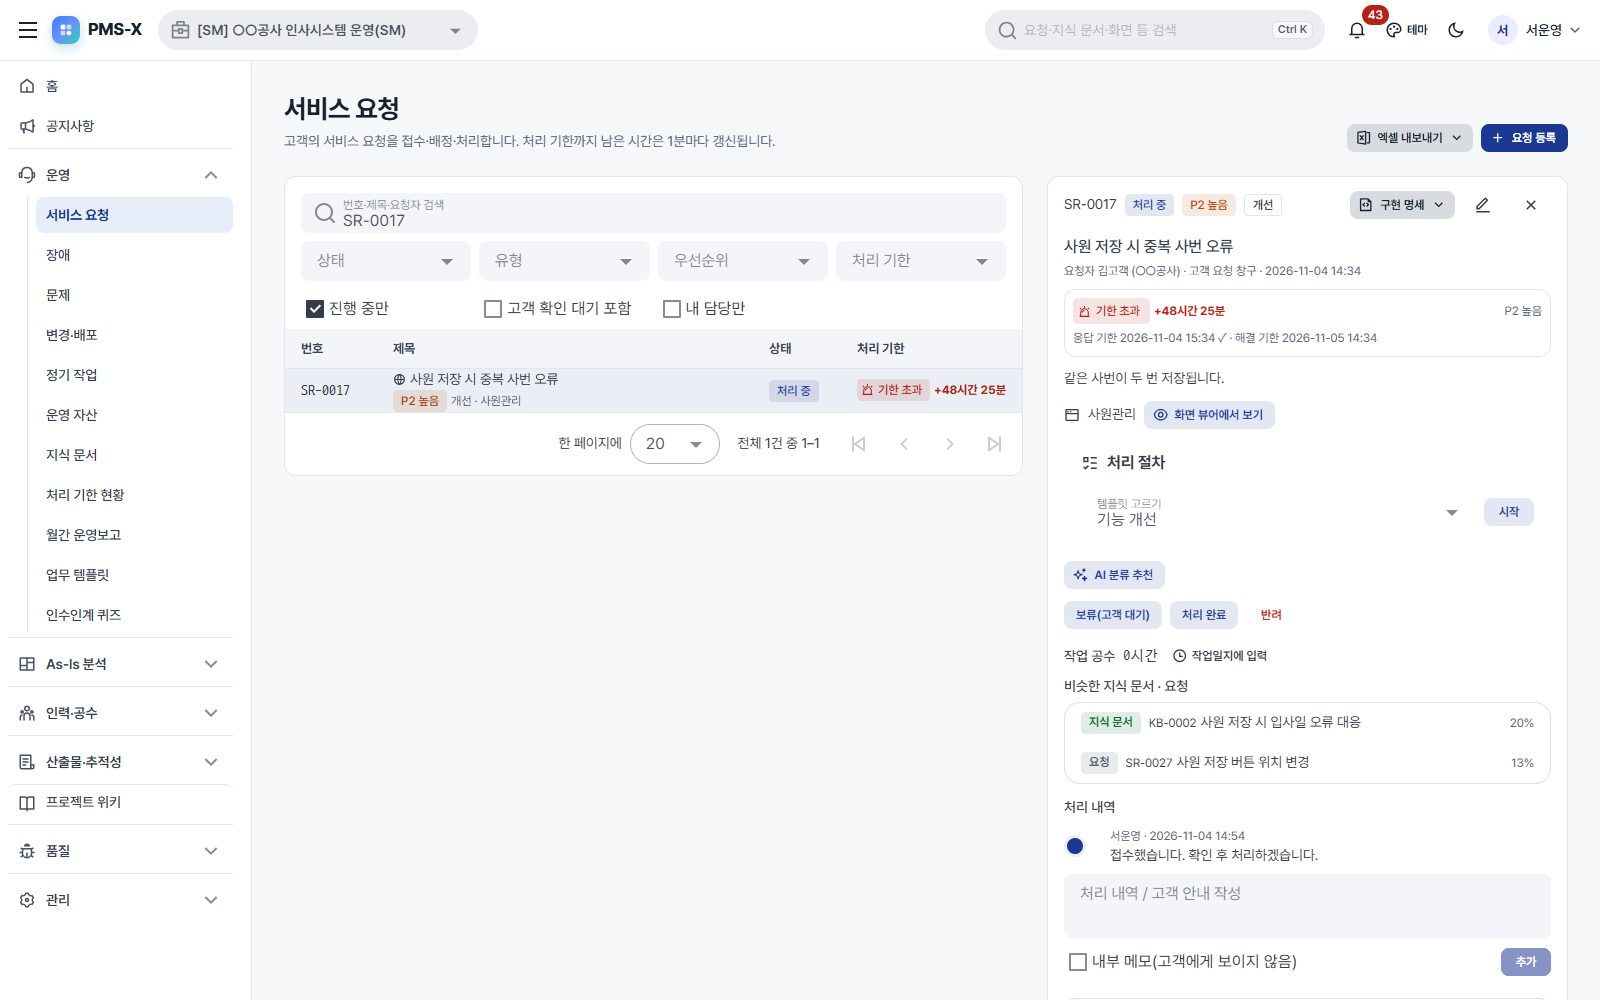 PMS-X
[SM] ○○공사 인사시스템 운영(SM)
요청·지식 문서·화면 등 검색
Ctrl K
43
테마
서
서운영
홈
공지사항
운영
서비스 요청
장애
문제
변경·배포
정기 작업
운영 자산
지식 문서
처리 기한 현황
월간 운영보고
업무 템플릿
인수인계 퀴즈
As-Is 분석
인력·공수
산출물·추적성
프로젝트 위키
품질
관리
서비스 요청
고객의 서비스 요청을 접수·배정·처리합니다. 처리 기한까지 남은 시간은 1분마다 갱신됩니다.
엑셀 내보내기
요청 등록
번호·제목·요청자 검색
SR-0017
상태
유형
우선순위
처리 기한
진행 중만
고객 확인 대기 포함
내 담당만
번호 제목 상태 처리 기한
SR-0017
사원 저장 시 중복 사번 오류
P2 높음 개선 · 사원관리
처리 중
기한 초과 +48시간 25분
한 페이지에 20 전체 1건 중 1–1
SR-0017 처리 중 P2 높음 개선
구현 명세
사원 저장 시 중복 사번 오류
요청자 김고객 (○○공사) · 고객 요청 창구 · 2026-11-04 14:34
기한 초과 +48시간 25분 P2 높음
응답 기한 2026-11-04 15:34 ✓ · 해결 기한 2026-11-05 14:34
같은 사번이 두 번 저장됩니다.
사원관리 화면 뷰어에서 보기
처리 절차
템플릿 고르기
기능 개선
시작
AI 분류 추천
보류(고객 대기) 처리 완료 반려
작업 공수 0시간 작업일지에 입력
비슷한 지식 문서 · 요청
지식 문서 KB-0002 사원 저장 시 입사일 오류 대응 20%
요청 SR-0027 사원 저장 버튼 위치 변경 13%
처리 내역
서운영 · 2026-11-04 14:54
접수했습니다. 확인 후 처리하겠습니다.
처리 내역 / 고객 안내 작성
내부 메모(고객에게 보이지 않음)
추가